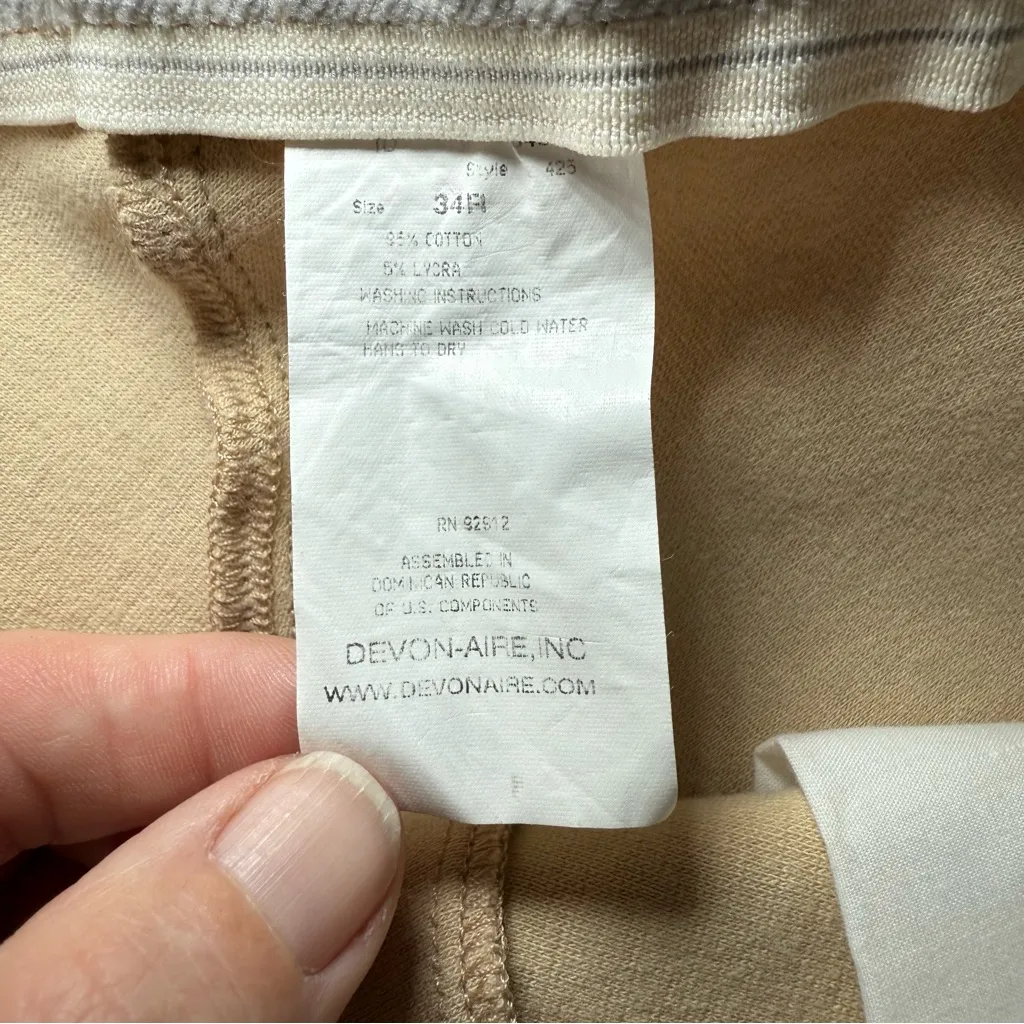 Style 425
Size 34R
95% COTTON
5% LYCRA
WASHING INSTRUCTIONS
MACHINE WASH COLD WATER
HANG TO DRY
RN 92912
ASSEMBLED IN
DOMINICAN REPUBLIC
OF U.S. COMPONENTS
DEVON-AIRE,INC
WWW.DEVONAIRE.COM